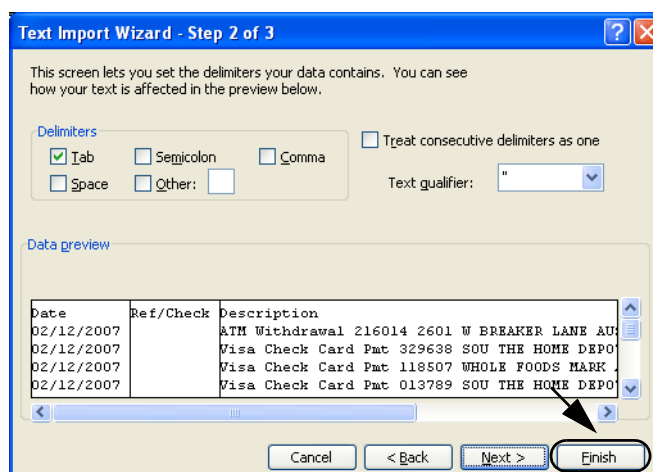 Text Import Wizard - Step 2 of 3
This screen lets you set the delimiters your data contains. You can see
how your text is affected in the preview below.
Delimiters
Tab Semicolon Comma
Space Other:
Treat consecutive delimiters as one
Text qualifier: "
Data preview
Date Ref/Check Description
02/12/2007 ATM Withdrawal 216014 2601 W BREAKER LANE AUS
02/12/2007 Visa Check Card Pmt 329638 SOU THE HOME DEPOT
02/12/2007 Visa Check Card Pmt 118507 WHOLE FOODS MARK A
02/12/2007 Visa Check Card Pmt 013789 SOU THE HOME DEPOT
Cancel < Back Next > Finish